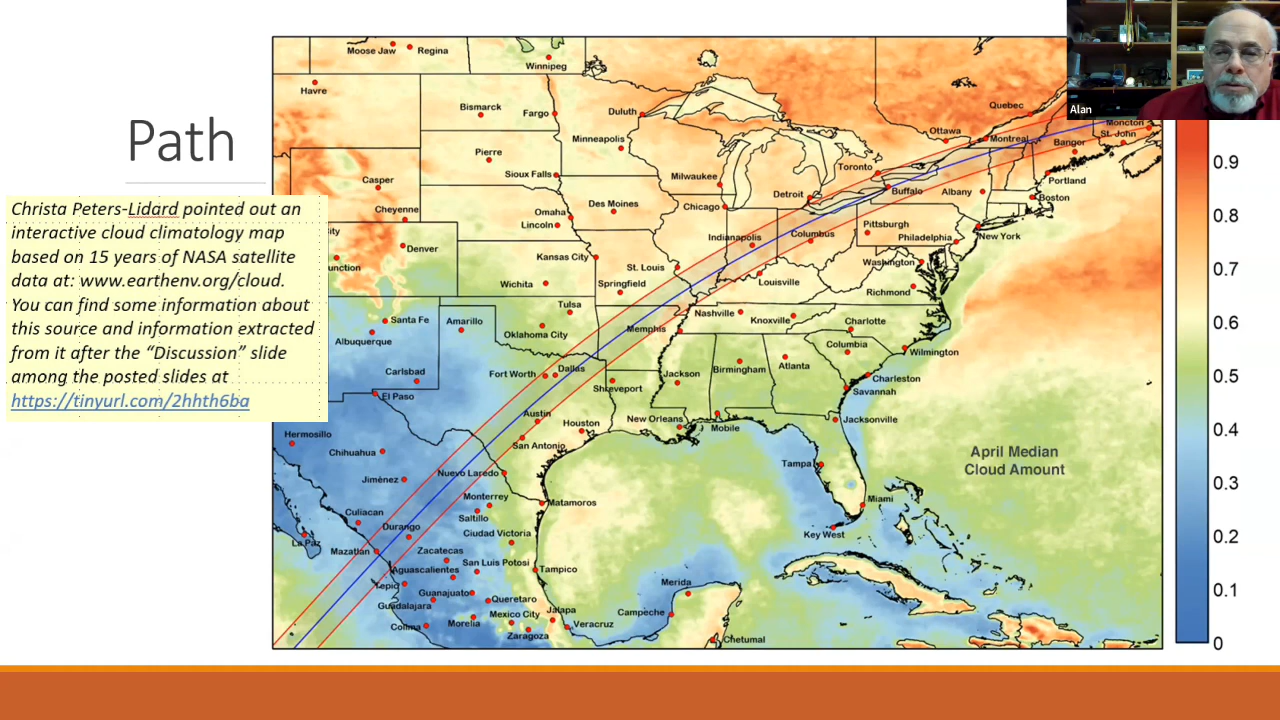 Path
Christa Peters-Lidard pointed out an
interactive cloud climatology map
based on 15 years of NASA satellite
data at: www.earthenv.org/cloud.
You can find some information about
this source and information extracted
from it after the “Discussion” slide
among the posted slides at
https://tinyurl.com/2hhth6ba
Alan
Moose Jaw
Regina
Winnipeg
Havre
Bismarck
Fargo
Duluth
Quebec
Moncton
Minneapolis
Ottawa
Montreal
St. John
Bangor
Pierre
Toronto
Casper
Sioux Falls
Milwaukee
Portland
Detroit
Buffalo
Albany
Boston
Cheyenne
Omaha
Des Moines
Chicago
Lincoln
Pittsburgh
City
Indianapolis
Columbus
Philadelphia
New York
Denver
Kansas City
Washington
unction
St. Louis
Wichita
Springfield
Louisville
Richmond
Tulsa
Santa Fe
Amarillo
Nashville
Knoxville
Charlotte
Oklahoma City
Memphis
Albuquerque
Columbia
Wilmington
Carlsbad
Fort Worth
Dallas
Jackson
Birmingham
Atlanta
Charleston
Shreveport
Savannah
El Paso
Austin
Houston
New Orleans
Mobile
Jacksonville
Hermosillo
San Antonio
Chihuahua
Tampa
April Median
Cloud Amount
Jiménez
Nuevo Laredo
Monterrey
Matamoros
Miami
Culiacan
Saltillo
Durango
Ciudad Victoria
Key West
La Paz
Mazatlan
Zacatecas
San Luis Potosi
Tampico
Aguascalientes
Tepic
Merida
Guanajuato
Queretaro
Guadalajara
Mexico City
Jalapa
Campeche
Colima
Morelia
Veracruz
Zaragoza
Chetumal
0.9
0.8
0.7
0.6
0.5
0.4
0.3
0.2
0.1
0